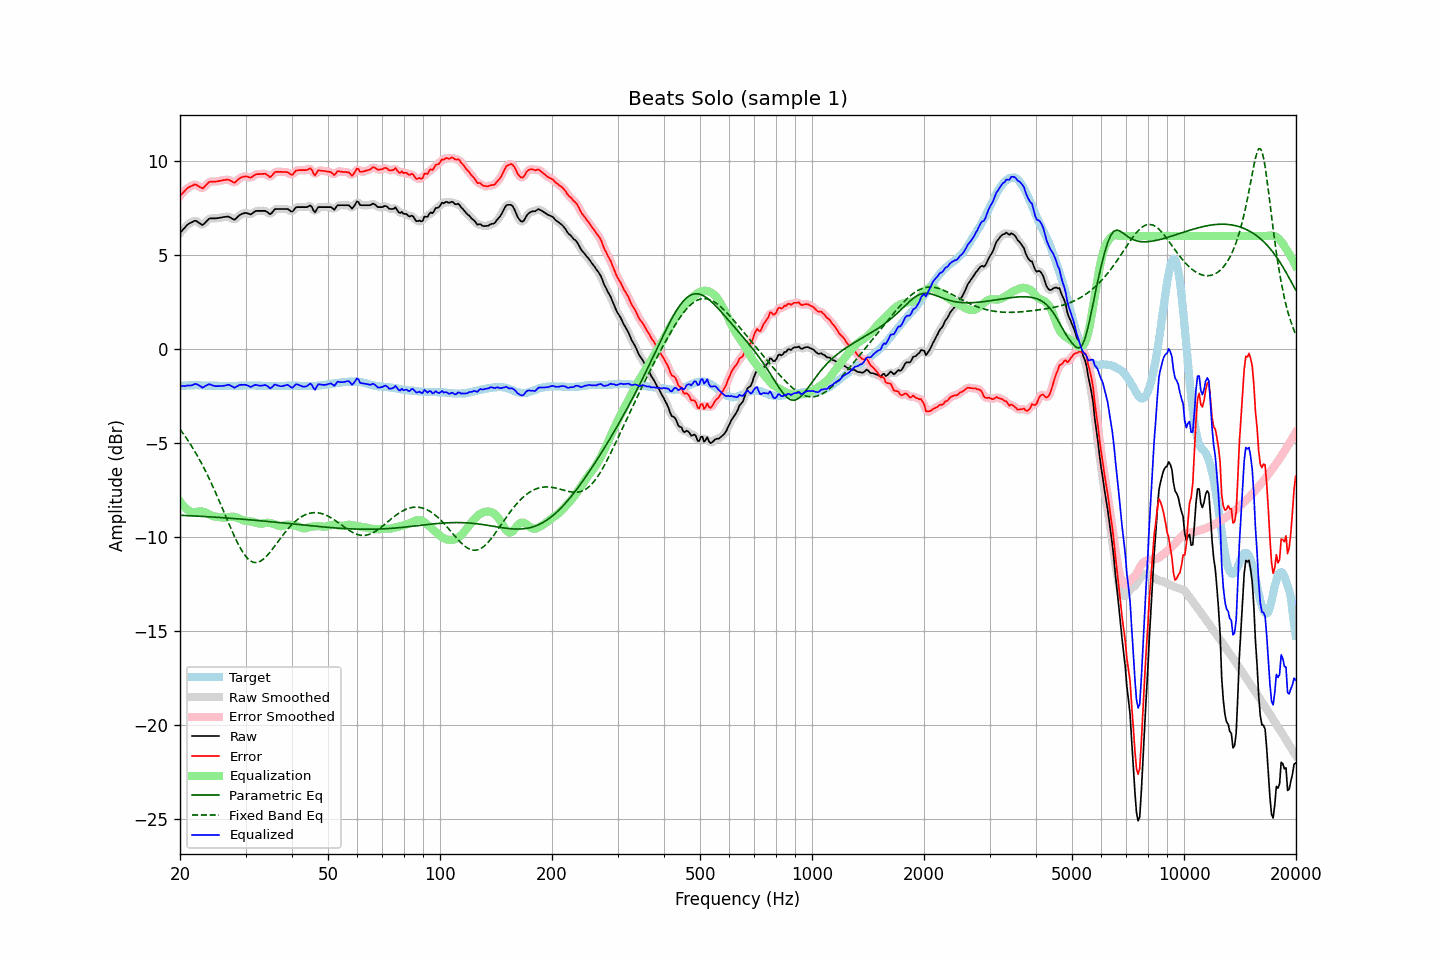 Beats Solo (sample 1)
Amplitude (dBr)
10
5
0
−5
−10
−15
−20
−25
Target
Raw Smoothed
Error Smoothed
Raw
Error
Equalization
Parametric Eq
Fixed Band Eq
Equalized
20 50 100 200 500 1000 2000 5000 10000 20000
Frequency (Hz)